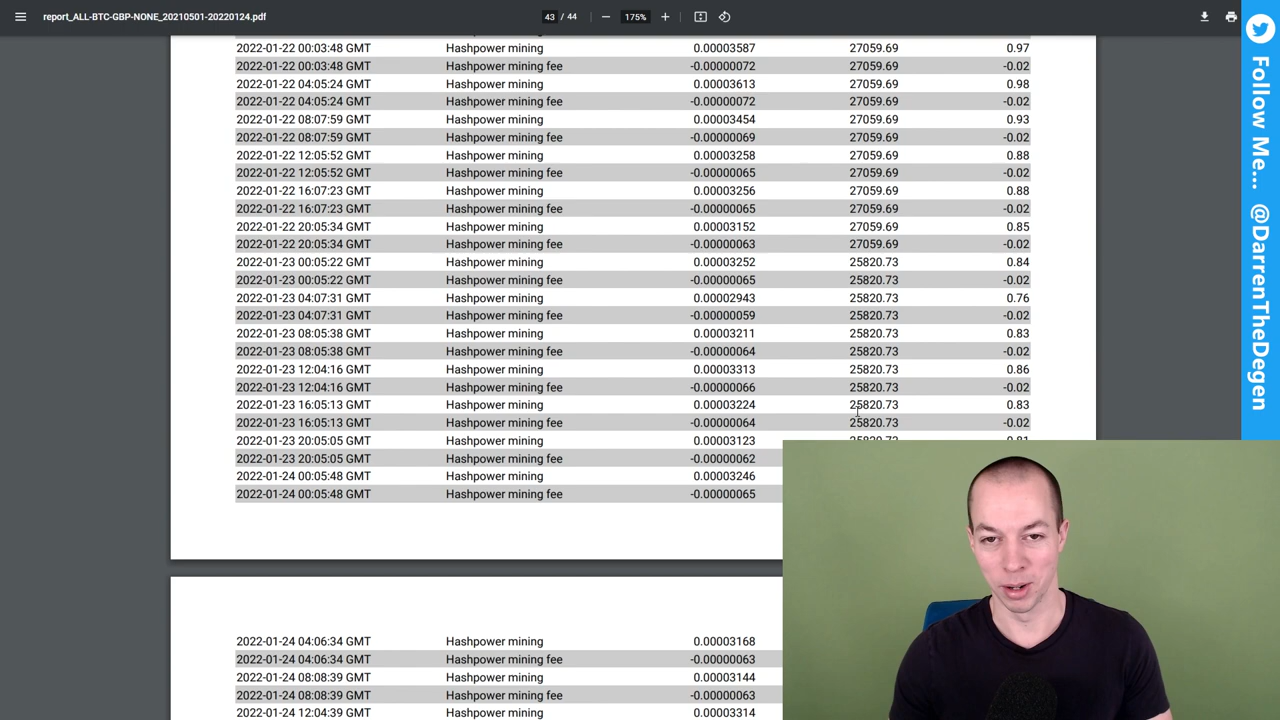 report_ALL-BTC-GBP-NONE_20210501-20220124.pdf 43 / 44 175%
2022-01-22 00:03:48 GMT Hashpower mining 0.00003587 27059.69 0.97
2022-01-22 00:03:48 GMT Hashpower mining fee -0.00000072 27059.69 -0.02
2022-01-22 04:05:24 GMT Hashpower mining 0.00003613 27059.69 0.98
2022-01-22 04:05:24 GMT Hashpower mining fee -0.00000072 27059.69 -0.02
2022-01-22 08:07:59 GMT Hashpower mining 0.00003454 27059.69 0.93
2022-01-22 08:07:59 GMT Hashpower mining fee -0.00000069 27059.69 -0.02
2022-01-22 12:05:52 GMT Hashpower mining 0.00003258 27059.69 0.88
2022-01-22 12:05:52 GMT Hashpower mining fee -0.00000065 27059.69 -0.02
2022-01-22 16:07:23 GMT Hashpower mining 0.00003256 27059.69 0.88
2022-01-22 16:07:23 GMT Hashpower mining fee -0.00000065 27059.69 -0.02
2022-01-22 20:05:34 GMT Hashpower mining 0.00003152 27059.69 0.85
2022-01-22 20:05:34 GMT Hashpower mining fee -0.00000063 27059.69 -0.02
2022-01-23 00:05:22 GMT Hashpower mining 0.00003252 25820.73 0.84
2022-01-23 00:05:22 GMT Hashpower mining fee -0.00000065 25820.73 -0.02
2022-01-23 04:07:31 GMT Hashpower mining 0.00002943 25820.73 0.76
2022-01-23 04:07:31 GMT Hashpower mining fee -0.00000059 25820.73 -0.02
2022-01-23 08:05:38 GMT Hashpower mining 0.00003211 25820.73 0.83
2022-01-23 08:05:38 GMT Hashpower mining fee -0.00000064 25820.73 -0.02
2022-01-23 12:04:16 GMT Hashpower mining 0.00003313 25820.73 0.86
2022-01-23 12:04:16 GMT Hashpower mining fee -0.00000066 25820.73 -0.02
2022-01-23 16:05:13 GMT Hashpower mining 0.00003224 25820.73 0.83
2022-01-23 16:05:13 GMT Hashpower mining fee -0.00000064 25820.73 -0.02
2022-01-23 20:05:05 GMT Hashpower mining 0.00003123
2022-01-23 20:05:05 GMT Hashpower mining fee -0.00000062
2022-01-24 00:05:48 GMT Hashpower mining 0.00003246
2022-01-24 00:05:48 GMT Hashpower mining fee -0.00000065
2022-01-24 04:06:34 GMT Hashpower mining 0.00003168
2022-01-24 04:06:34 GMT Hashpower mining fee -0.00000063
2022-01-24 08:08:39 GMT Hashpower mining 0.00003144
2022-01-24 08:08:39 GMT Hashpower mining fee -0.00000063
2022-01-24 12:04:39 GMT Hashpower mining 0.00003314
Follow Me... @DarrenTheDegen